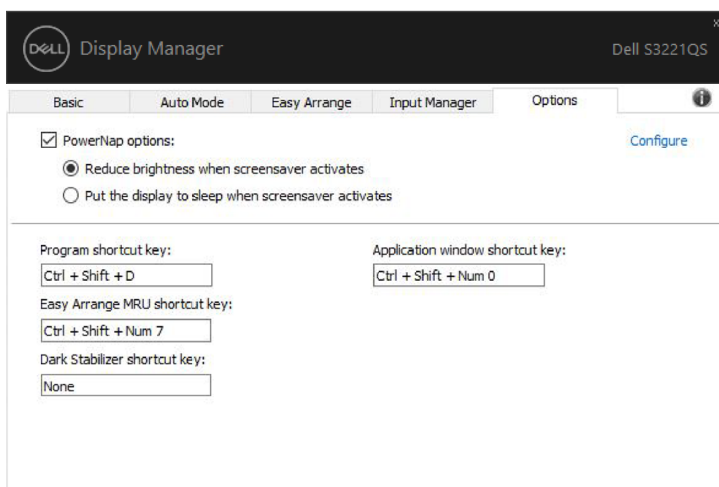 DELL Display Manager
Dell S3221QS
Basic Auto Mode Easy Arrange Input Manager Options
PowerNap options:
Configure
Reduce brightness when screensaver activates
Put the display to sleep when screensaver activates
Program shortcut key:
Application window shortcut key:
Ctrl + Shift + D
Ctrl + Shift + Num 0
Easy Arrange MRU shortcut key:
Ctrl + Shift + Num 7
Dark Stabilizer shortcut key:
None